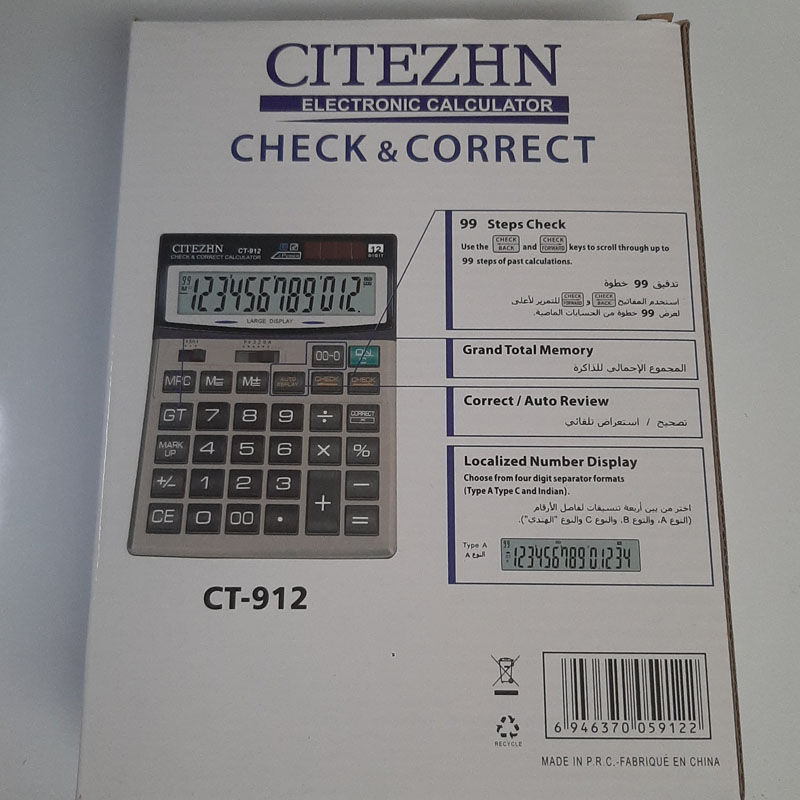 CITEZHN
ELECTRONIC CALCULATOR
CHECK & CORRECT
CITEZHN CT-912
CHECK & CORRECT CALCULATOR
12
DIGIT
123'456'789'012.
LARGE DISPLAY
00→0
MRC M= M± AUTO DISPLAY CHECK CHECK
GT 7 8 9 ÷ CORRECT
MARK UP 4 5 6 × %
+/− 1 2 3 + −
CE 0 00 • =
CT-912
99 Steps Check
Use the CHECK BACK and CHECK FORWARD keys to scroll through up to
99 steps of past calculations.
تدقيق 99 خطوة
استخدم المفاتيح CHECK BACK و CHECK FORWARD للتمرير لأعلى
لعرض 99 خطوة من الحسابات الماضية.
Grand Total Memory
المجموع الإجمالي للذاكرة
Correct / Auto Review
تصحيح / استعراض تلقائي
Localized Number Display
Choose from four digit separator formats
(Type A Type C and Indian).
اختر من بين أربعة تنسيقات لفاصل الأرقام
(النوع A، والنوع B، والنوع C والنوع "الهندي").
Type A
النوع A
RECYCLE
6 946370 059122
MADE IN P.R.C.-FABRIQUÉ EN CHINA